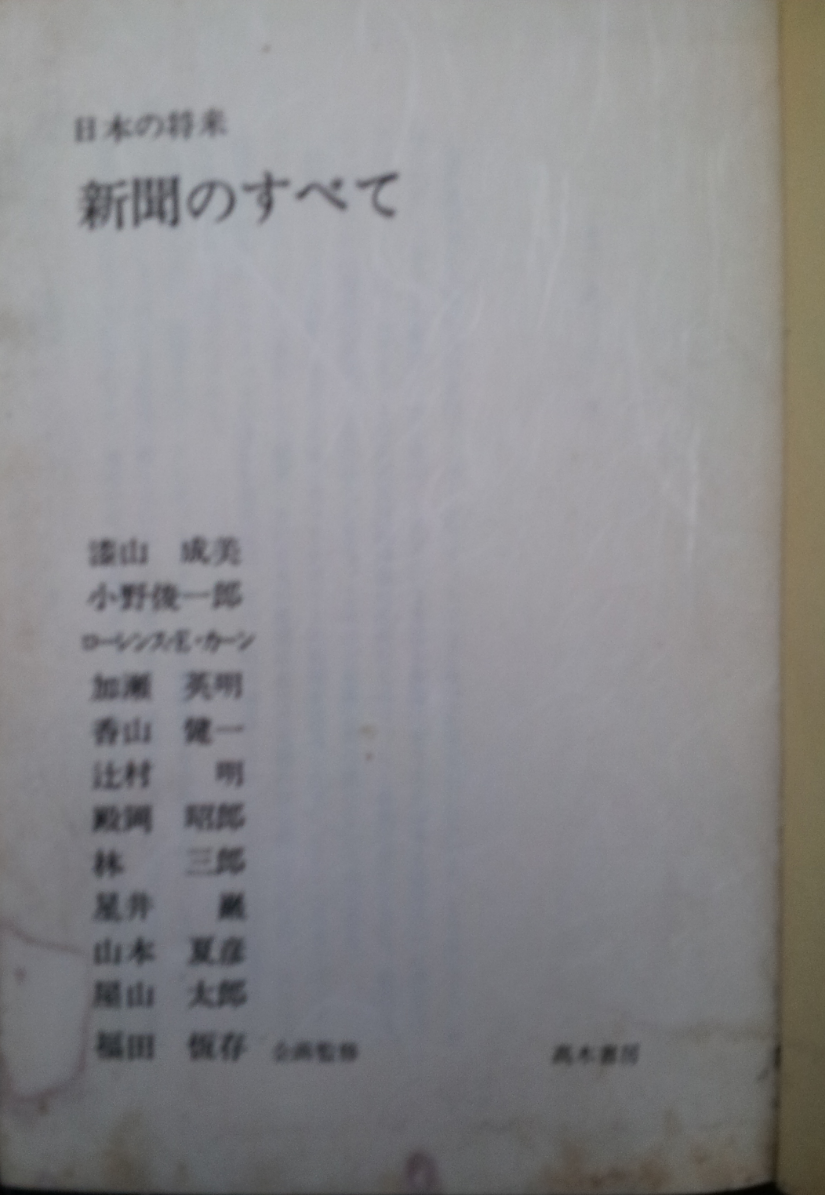 日本の将来
新聞のすべて
漆山 成美
小野俊一郎
ローレンス・E・カーン
加瀬 英明
香山 健一
辻村 明
殿岡 昭郎
林 三郎
星井 巖
山本 夏彦
屋山 太郎
福田 恆存 企画監修 高木書房